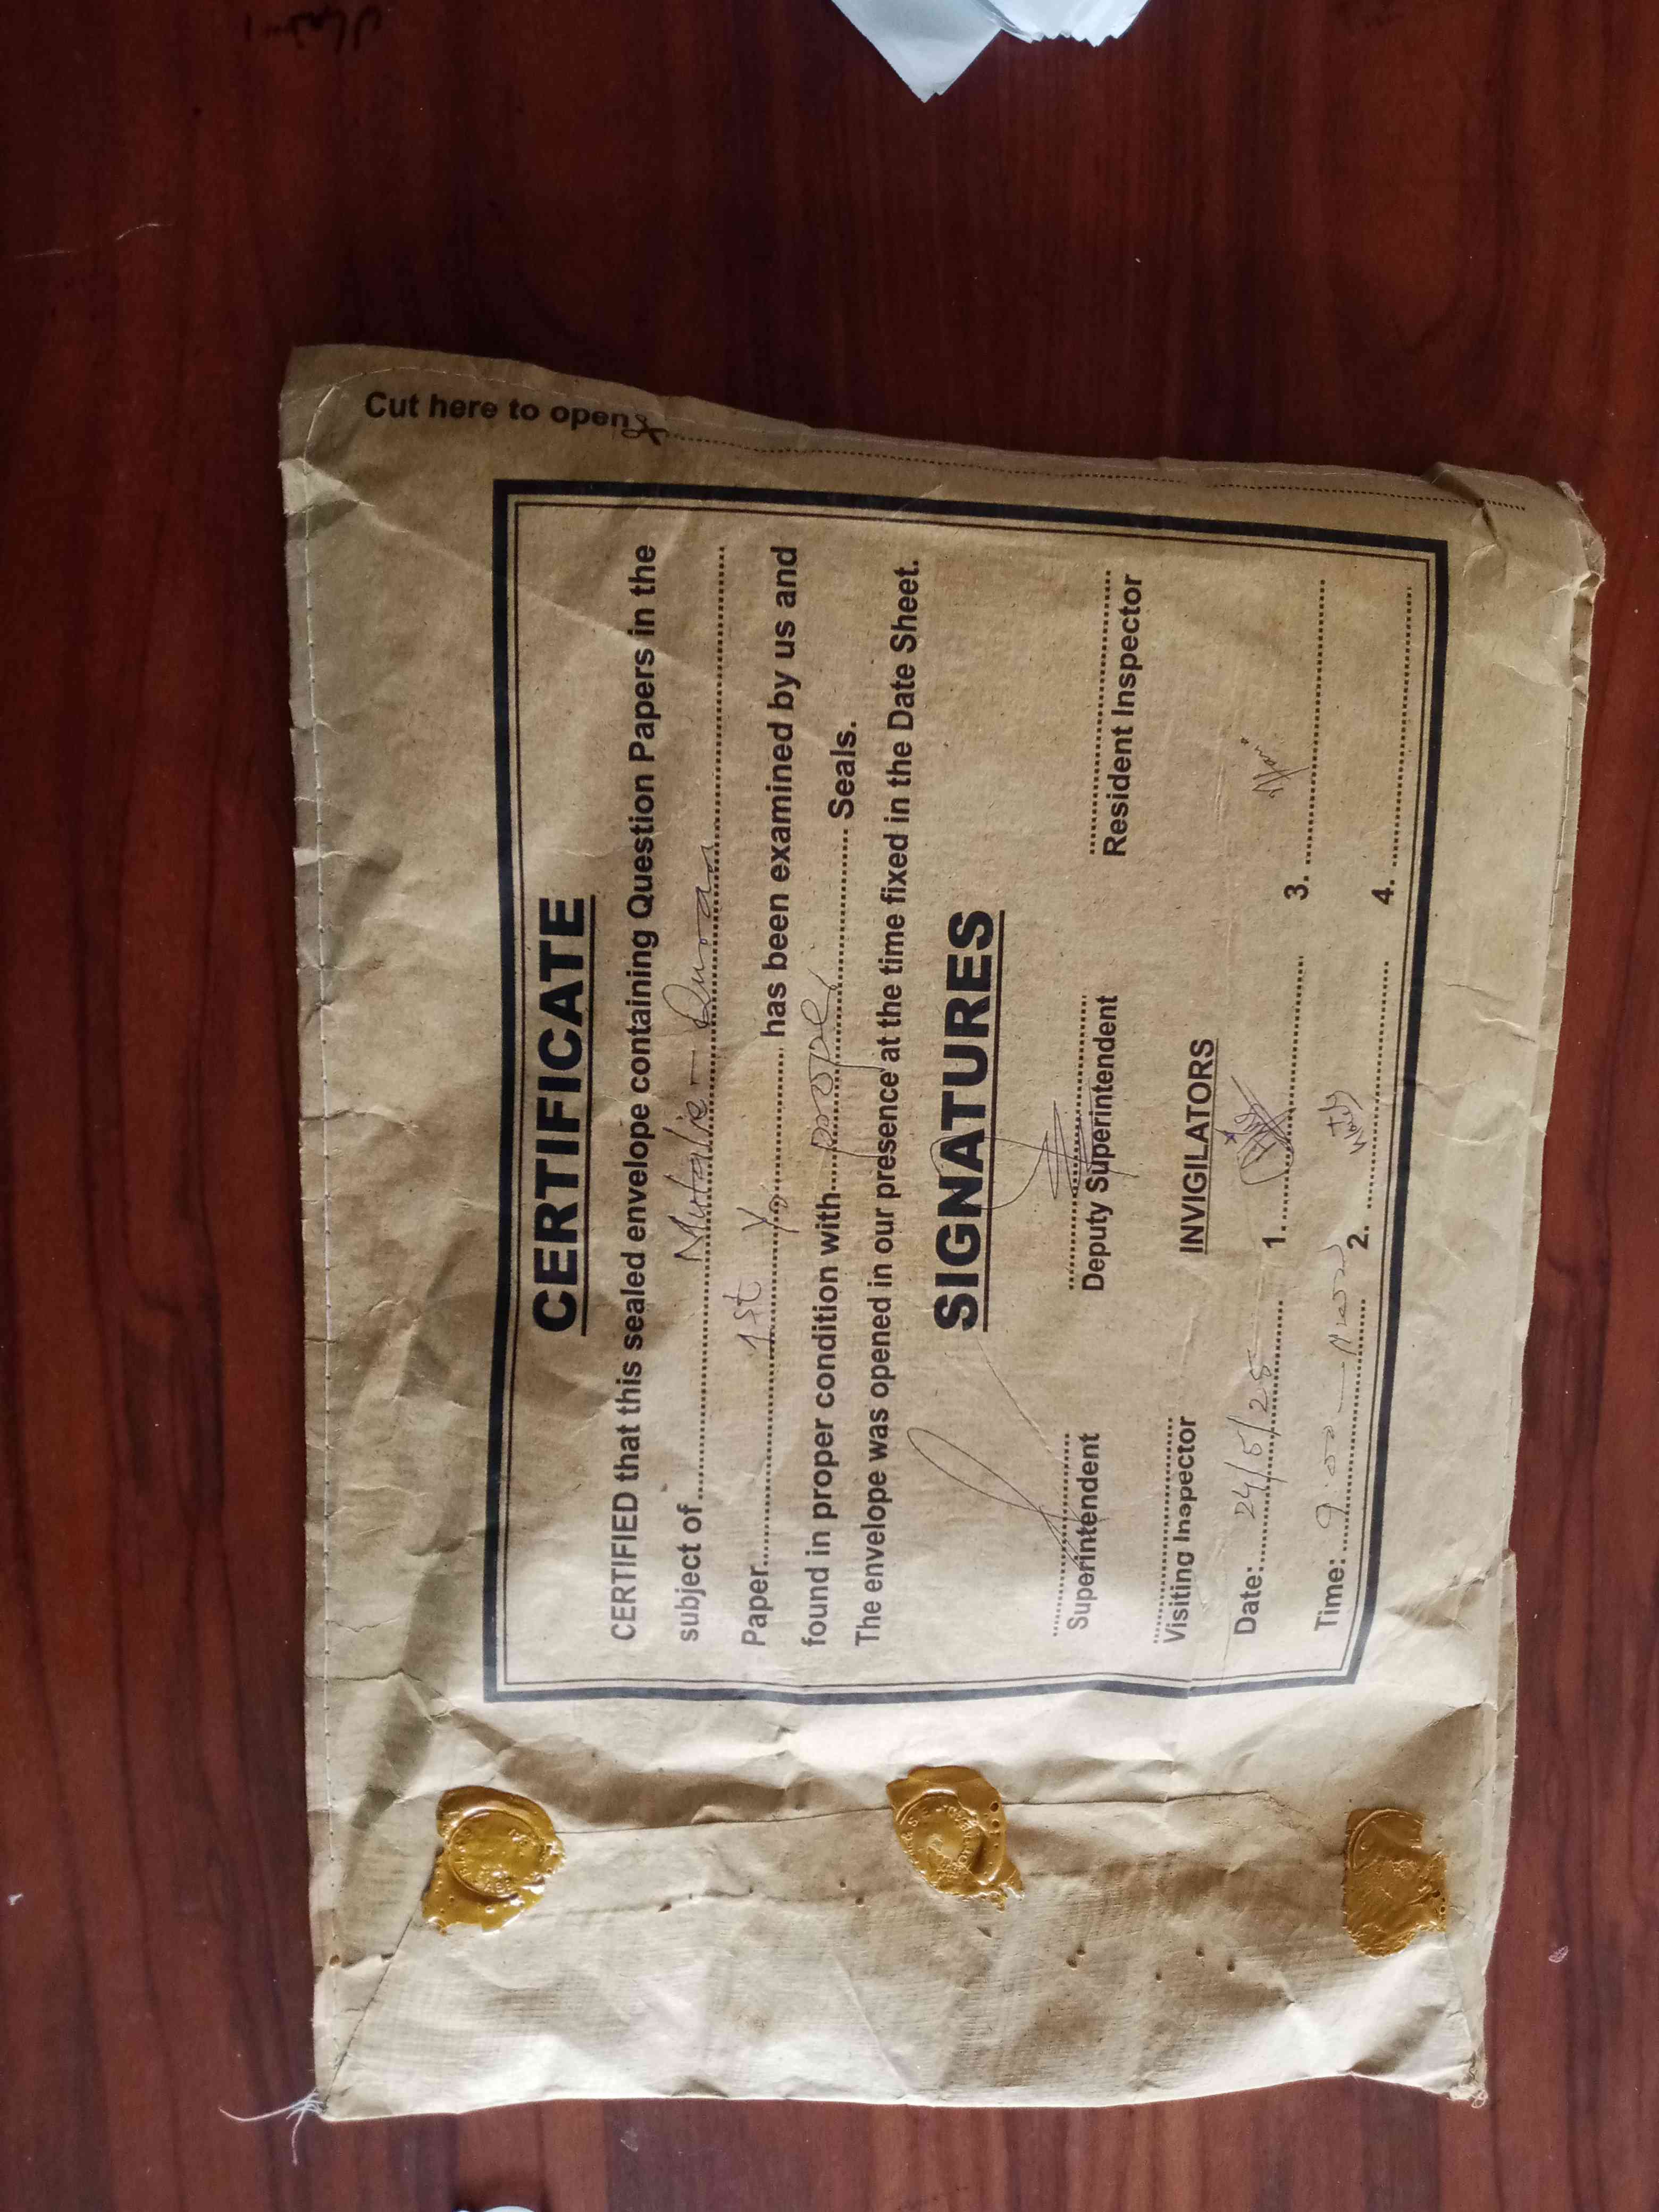 Cut here to open
CERTIFICATE
CERTIFIED that this sealed envelope containing Question Papers in the
subject of Mutalia - Quran
Paper 1st Y. has been examined by us and
found in proper condition with proper Seals.
The envelope was opened in our presence at the time fixed in the Date Sheet.
SIGNATURES
Superintendent Deputy Superintendent Resident Inspector
Visiting Inspector INVIGILATORS
Date: 24/5/25 1. 3.
Time: 9:00 2. 4.